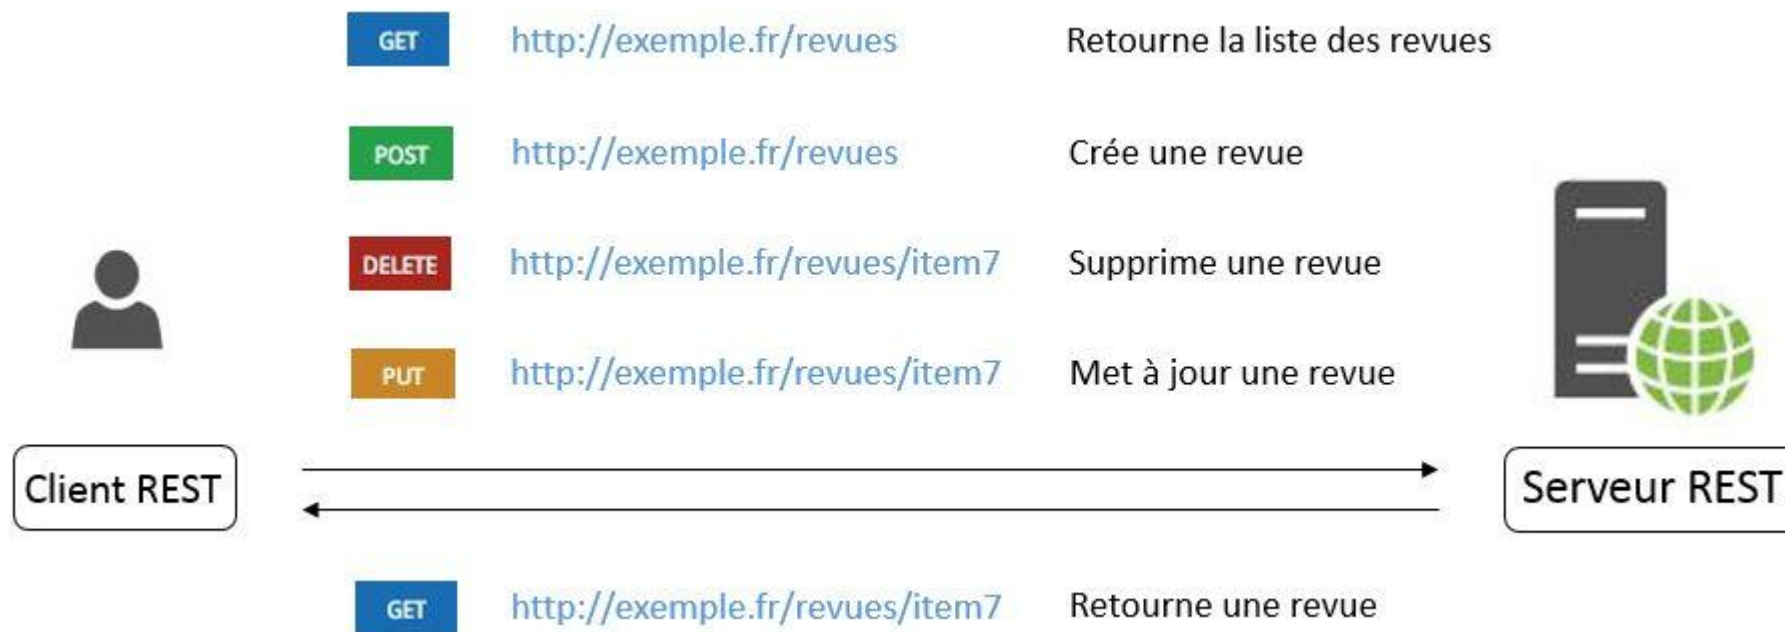 GET http://exemple.fr/revues Retourne la liste des revues
POST http://exemple.fr/revues Crée une revue
DELETE http://exemple.fr/revues/item7 Supprime une revue
PUT http://exemple.fr/revues/item7 Met à jour une revue
Client REST
Serveur REST
GET http://exemple.fr/revues/item7 Retourne une revue